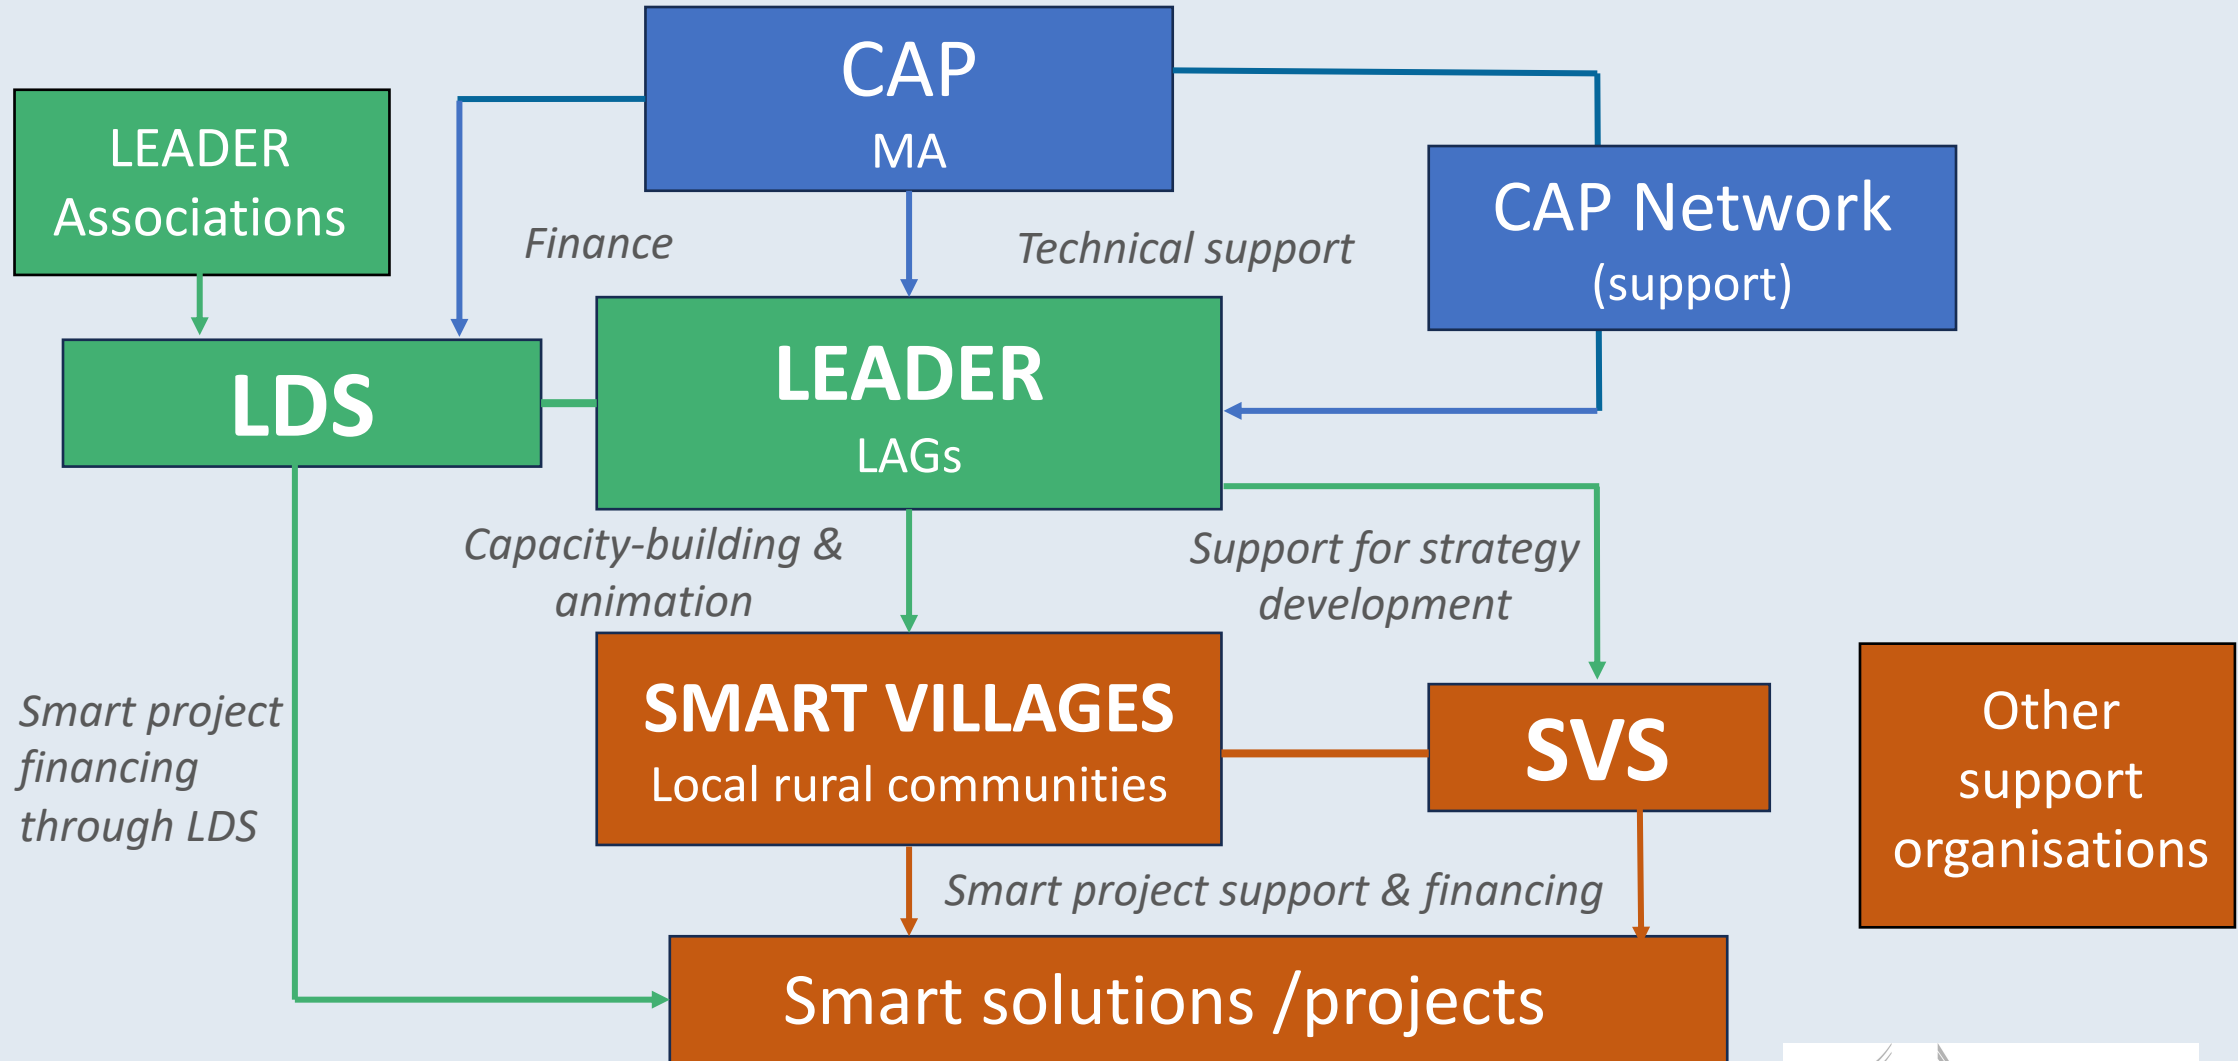 CAP
MA
LEADER
Associations
CAP Network
(support)
Finance
Technical support
LDS
LEADER
LAGs
Capacity-building &
animation
Support for strategy
development
Smart project
financing
through LDS
SMART VILLAGES
Local rural communities
SVS
Other
support
organisations
Smart project support & financing
Smart solutions /projects